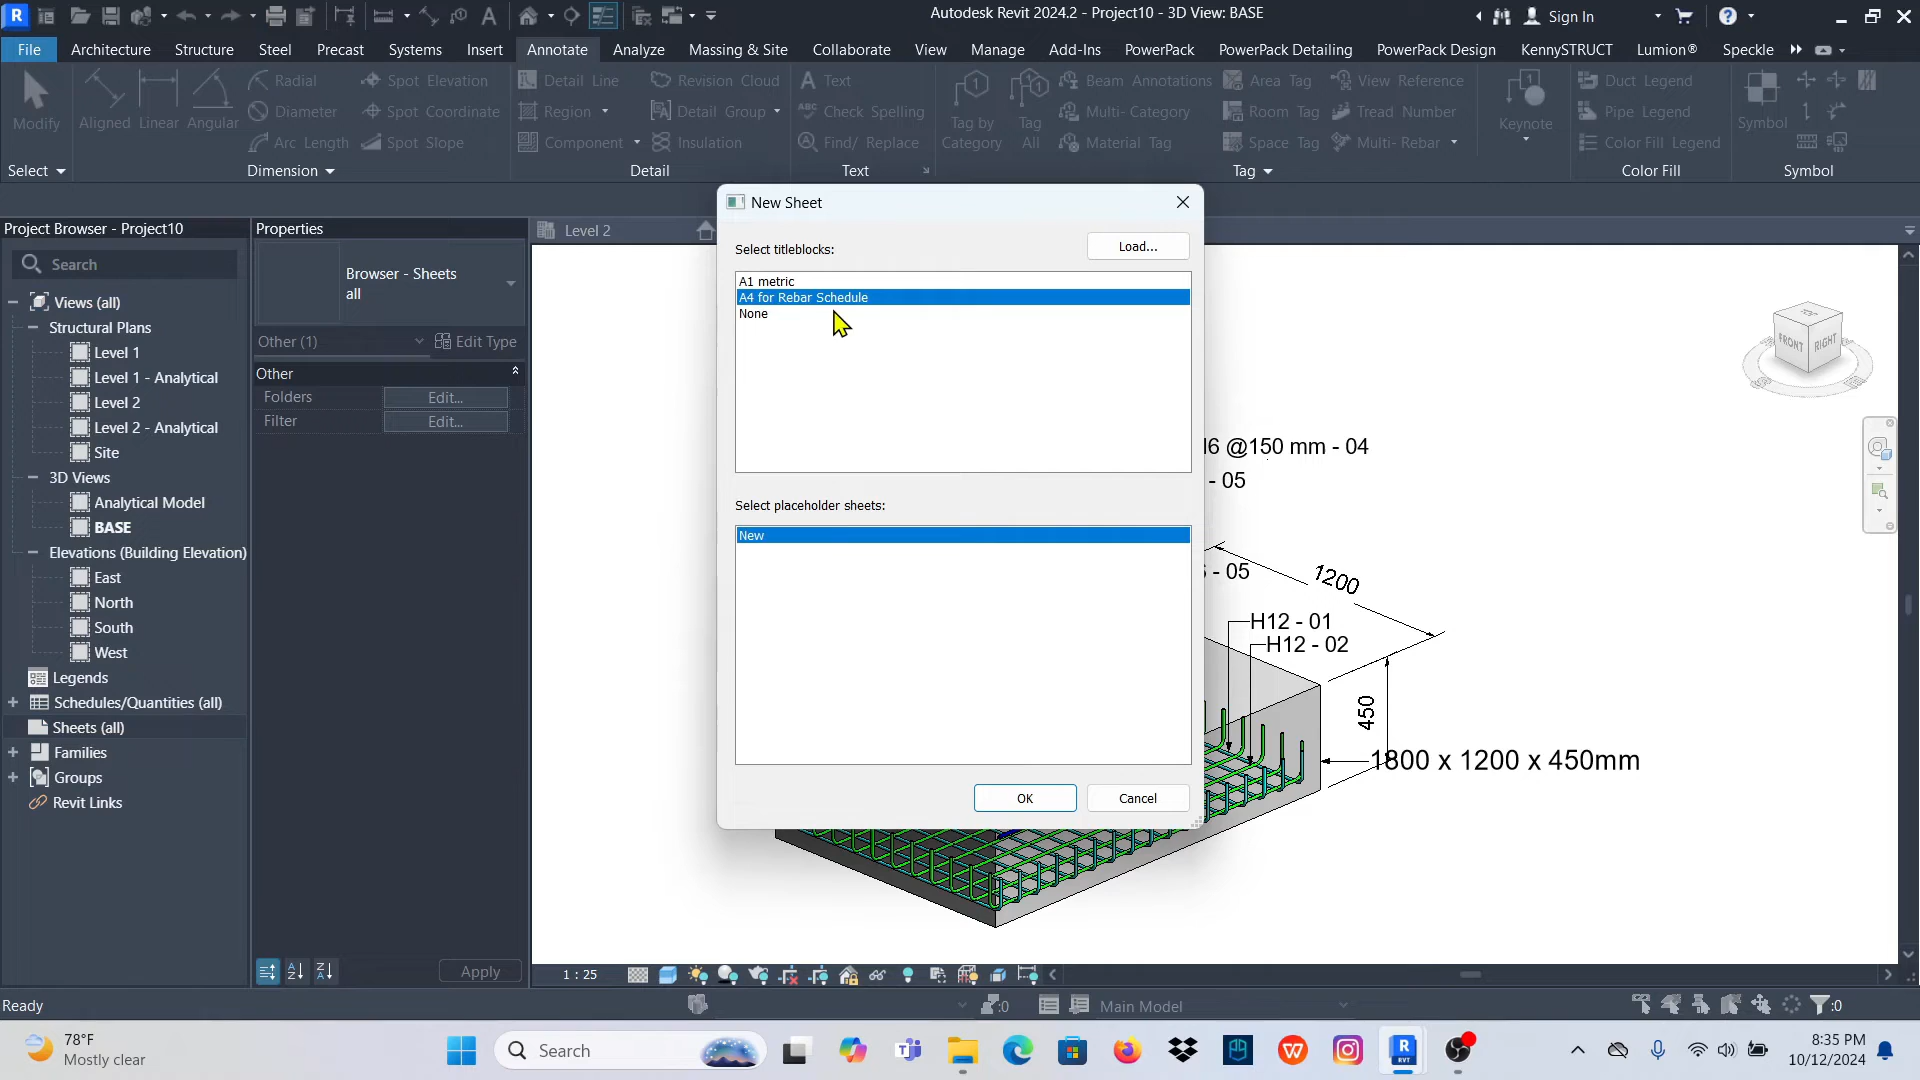 Autodesk Revit 2024.2 - Project10 - 3D View: BASE
Sign In
File Architecture Structure Steel Precast Systems Insert Annotate Analyze Massing & Site Collaborate View Manage Add-Ins PowerPack PowerPack Detailing PowerPack Design KennySTRUCT Lumion® Speckle
Modify
Aligned Linear Angular
Radial
Diameter
Arc Length
Spot Elevation
Spot Coordinate
Spot Slope
Detail Line
Region
Component
Revision Cloud
Detail Group
Insulation
Text
Check Spelling
Find/ Replace
Tag by Category
Tag All
Beam Annotations
Multi- Category
Material Tag
Area Tag
Room Tag
Space Tag
View Reference
Tread Number
Multi- Rebar
Keynote
Duct Legend
Pipe Legend
Color Fill Legend
Symbol
Select Dimension Detail Text Tag Color Fill Symbol
Project Browser - Project10
Search
Views (all)
Structural Plans
Level 1
Level 1 - Analytical
Level 2
Level 2 - Analytical
Site
3D Views
Analytical Model
BASE
Elevations (Building Elevation)
East
North
South
West
Legends
Schedules/Quantities (all)
Sheets (all)
Families
Groups
Revit Links
Properties
Browser - Sheets
all
Other (1)
Edit Type
Other
Folders Edit...
Filter Edit...
Apply
Level 2
New Sheet
Select titleblocks:
Load...
A1 metric
A4 for Rebar Schedule
None
Select placeholder sheets:
New
OK Cancel
TOP
FRONT
RIGHT
@150 mm - 04
- 05
- 05
1200
H12 - 01
H12 - 02
450
1800 x 1200 x 450mm
1 : 25
Ready
:0
Main Model
:0
78°F
Mostly clear
Search
8:35 PM
10/12/2024